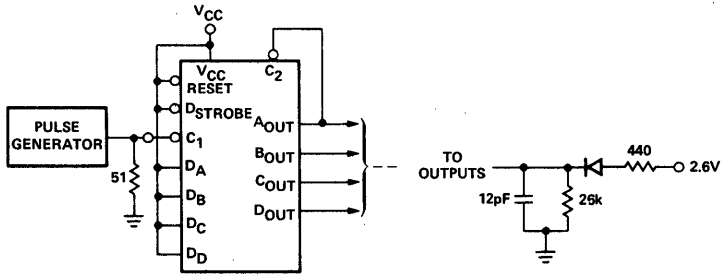 VCC
VCC
C2
RESET
DSTROBE
AOUT
PULSE
GENERATOR
C1
BOUT
TO
OUTPUTS
440
2.6V
51
DA
DB
COUT
12pF
26k
DC
DOUT
DD